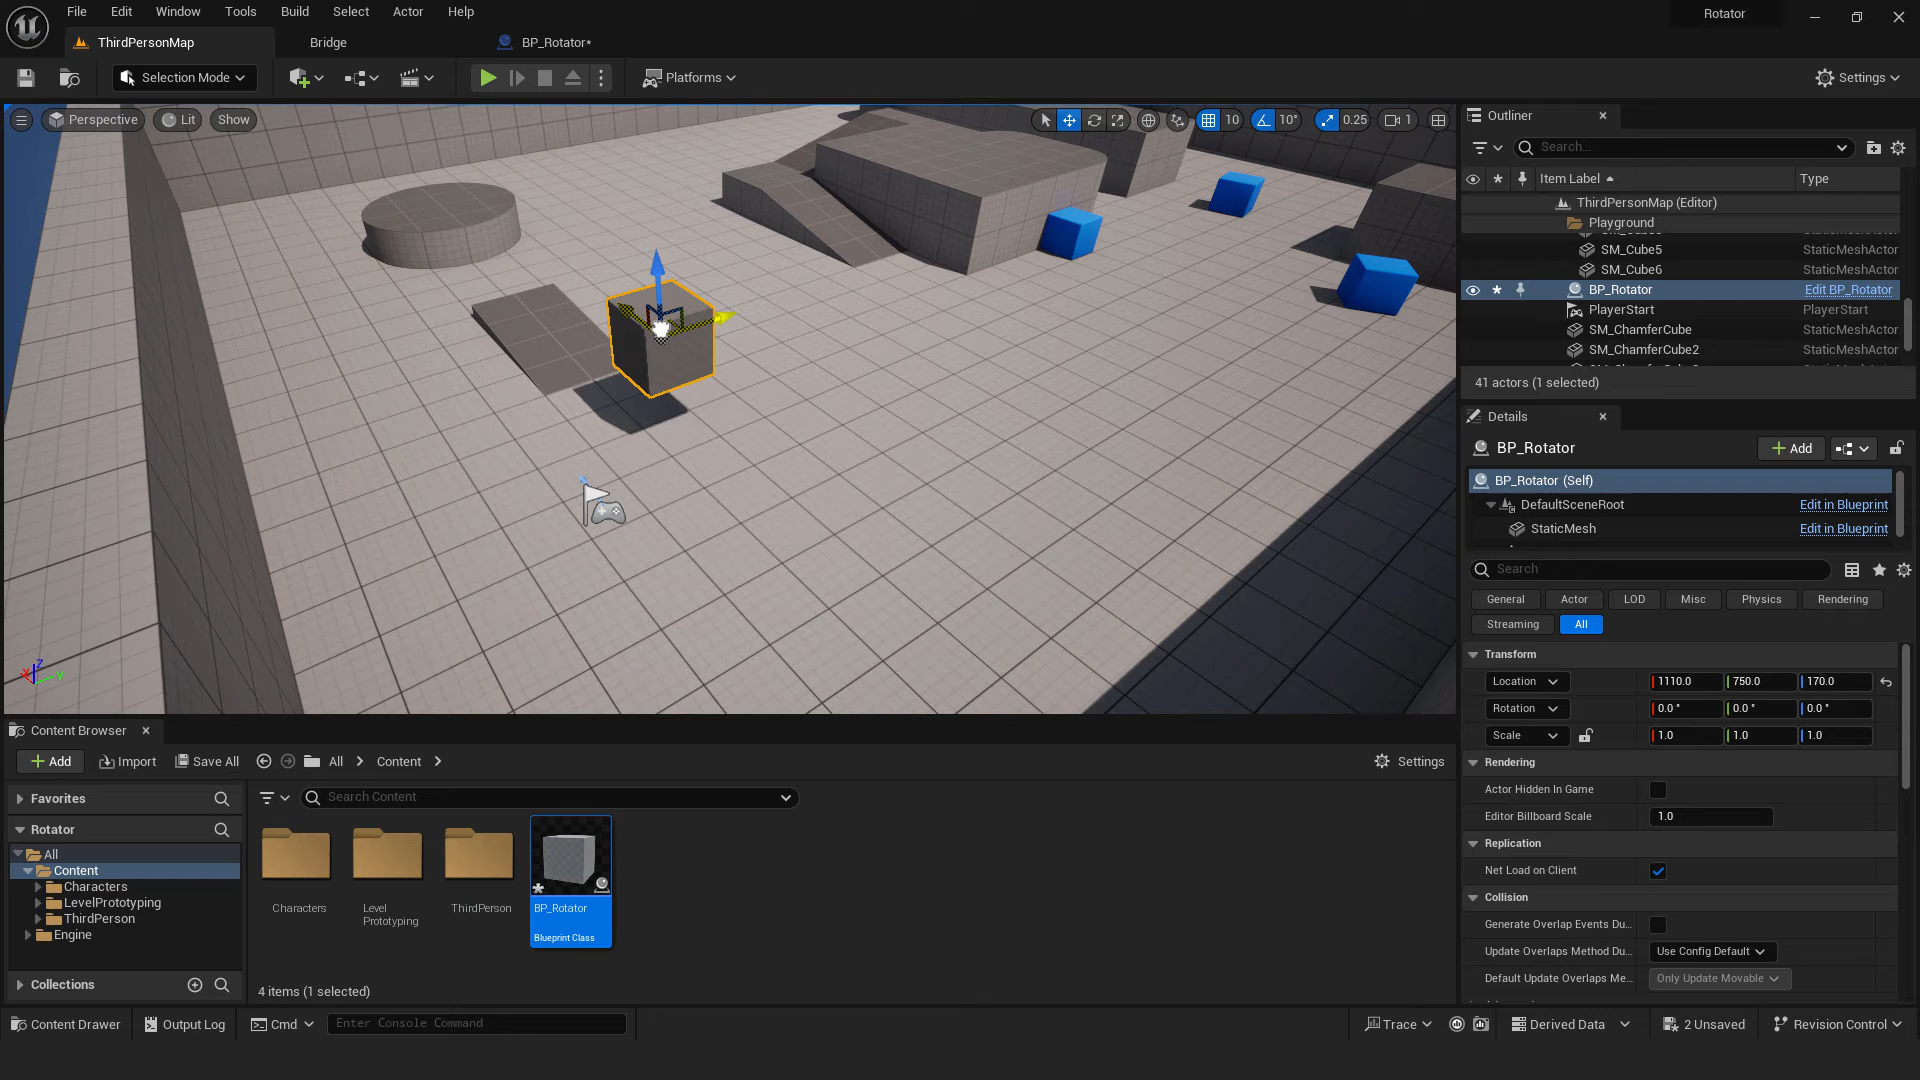 File Edit Window Tools Build Select Actor Help
Rotator
ThirdPersonMap
Bridge
BP_Rotator*
Selection Mode
Platforms
Settings
Perspective
Lit
Show
10
10°
0.25
1
Outliner
Search...
Item Label
Type
ThirdPersonMap (Editor)
Playground
SM_Cube5 StaticMeshActor
SM_Cube6 StaticMeshActor
BP_Rotator Edit BP_Rotator
PlayerStart PlayerStart
SM_ChamferCube StaticMeshActor
SM_ChamferCube2 StaticMeshActor
41 actors (1 selected)
Details
BP_Rotator
Add
BP_Rotator (Self)
DefaultSceneRoot Edit in Blueprint
StaticMesh Edit in Blueprint
Search
General Actor LOD Misc Physics Rendering
Streaming All
Transform
Location 1110.0 750.0 170.0
Rotation 0.0° 0.0° 0.0°
Scale 1.0 1.0 1.0
Rendering
Actor Hidden In Game
Editor Billboard Scale 1.0
Replication
Net Load on Client
Collision
Generate Overlap Events Du...
Update Overlaps Method Du... Use Config Default
Default Update Overlaps Me... Only Update Movable
X
Y
Z
Content Browser
Add
Import
Save All
All
Content
Settings
Favorites
Rotator
All
Content
Characters
LevelPrototyping
ThirdPerson
Engine
Collections
Search Content
Characters
Level
Prototyping
ThirdPerson
BP_Rotator
Blueprint Class
4 items (1 selected)
Content Drawer
Output Log
Cmd
Enter Console Command
Trace
Derived Data
2 Unsaved
Revision Control